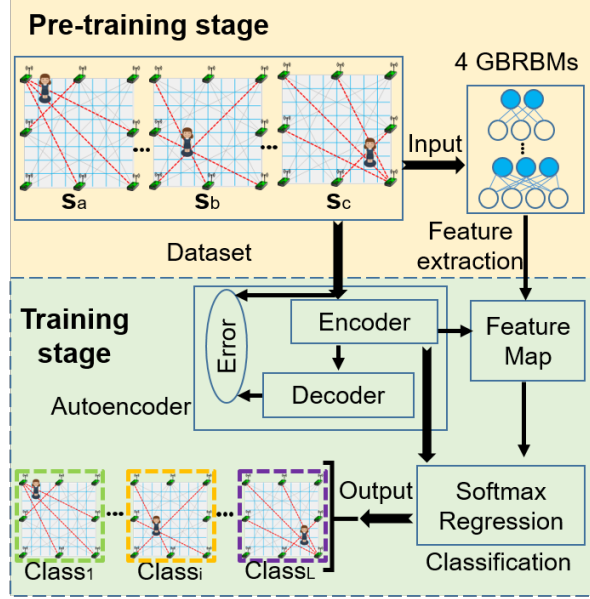 Pre-training stage
4 GBRBMs
Input
Sa
Sb
Sc
Dataset
Feature
extraction
Training
stage
Error
Encoder
Decoder
Autoencoder
Feature
Map
Output
Softmax
Regression
Class1
Classi
ClassL
Classification